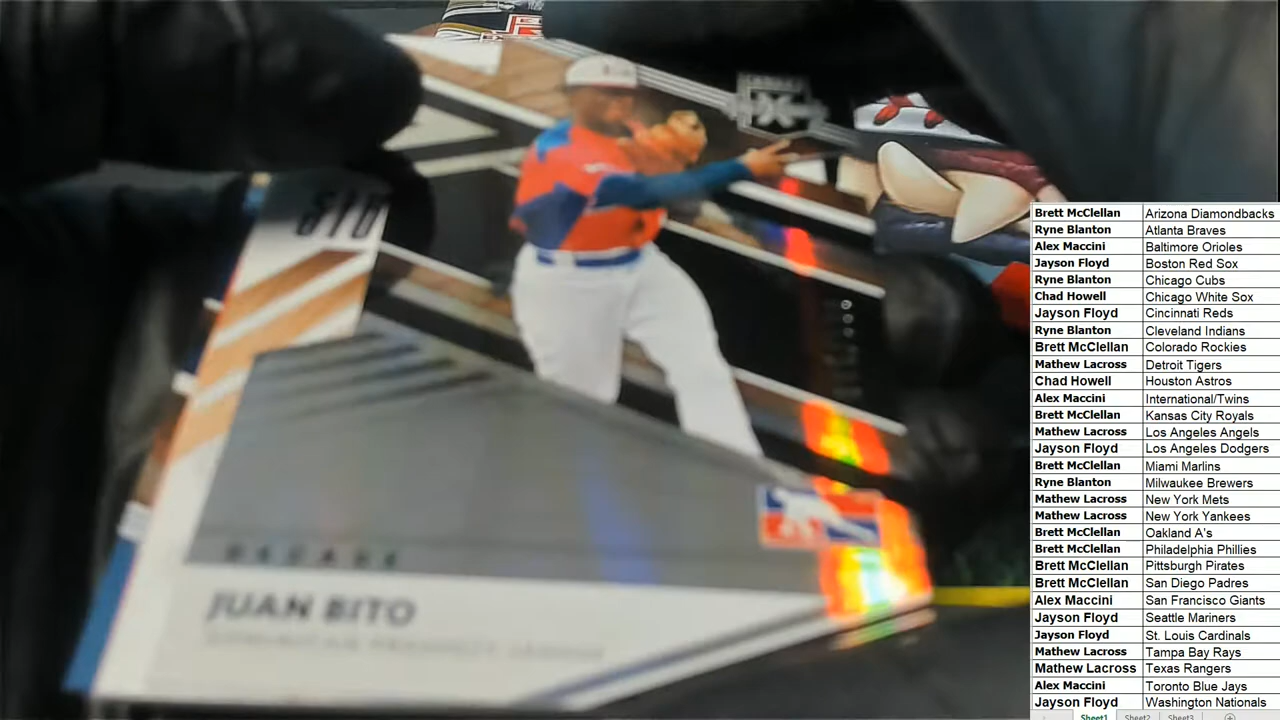 JUAN SITO
Brett McClellan Arizona Diamondbacks
Ryne Blanton Atlanta Braves
Alex Maccini Baltimore Orioles
Jayson Floyd Boston Red Sox
Ryne Blanton Chicago Cubs
Chad Howell Chicago White Sox
Jayson Floyd Cincinnati Reds
Ryne Blanton Cleveland Indians
Brett McClellan Colorado Rockies
Mathew Lacross Detroit Tigers
Chad Howell Houston Astros
Alex Maccini International/Twins
Brett McClellan Kansas City Royals
Mathew Lacross Los Angeles Angels
Jayson Floyd Los Angeles Dodgers
Brett McClellan Miami Marlins
Ryne Blanton Milwaukee Brewers
Mathew Lacross New York Mets
Mathew Lacross New York Yankees
Brett McClellan Oakland A's
Brett McClellan Philadelphia Phillies
Brett McClellan Pittsburgh Pirates
Brett McClellan San Diego Padres
Alex Maccini San Francisco Giants
Jayson Floyd Seattle Mariners
Jayson Floyd St. Louis Cardinals
Mathew Lacross Tampa Bay Rays
Mathew Lacross Texas Rangers
Alex Maccini Toronto Blue Jays
Jayson Floyd Washington Nationals
Sheet1 Sheet2 Sheet3